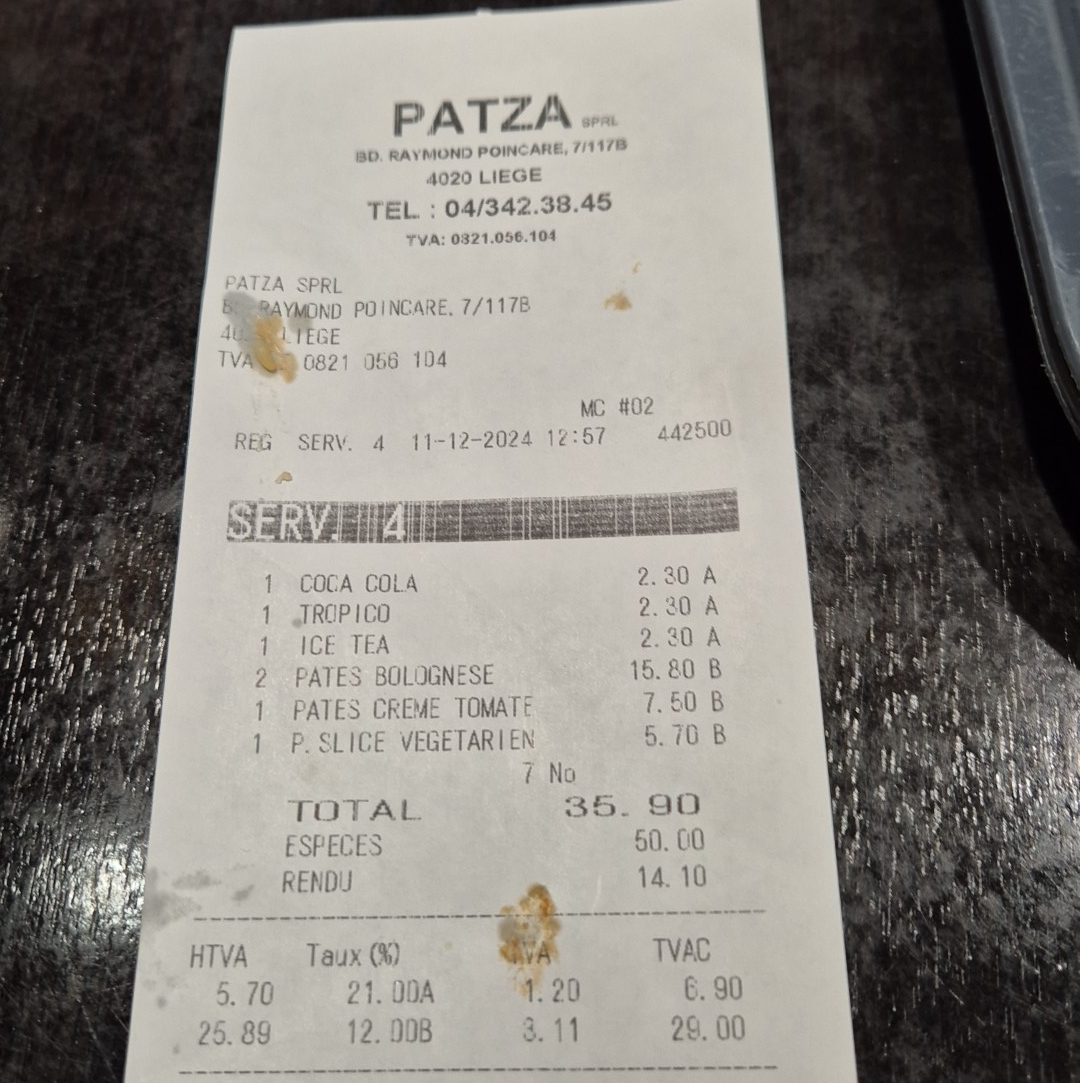 PATZA SPRL
BD. RAYMOND POINCARE, 7/117B
4020 LIEGE
TEL. : 04/342.38.45
TVA: 0821.056.104
PATZA SPRL
RAYMOND POINCARE, 7/117B
LIEGE
TVA 0821 056 104
MC #02
REG SERV. 4 11-12-2024 12:57 442500
SERV. 4
1 COCA COLA 2.30 A
1 TROPICO 2.30 A
1 ICE TEA 2.30 A
2 PATES BOLOGNESE 15.80 B
1 PATES CREME TOMATE 7.50 B
1 P.SLICE VEGETARIEN 5.70 B
7 No
TOTAL 35.90
ESPECES 50.00
RENDU 14.10
HTVA Taux (%) TVA TVAC
5.70 21.00A 1.20 6.90
25.89 12.00B 3.11 29.00